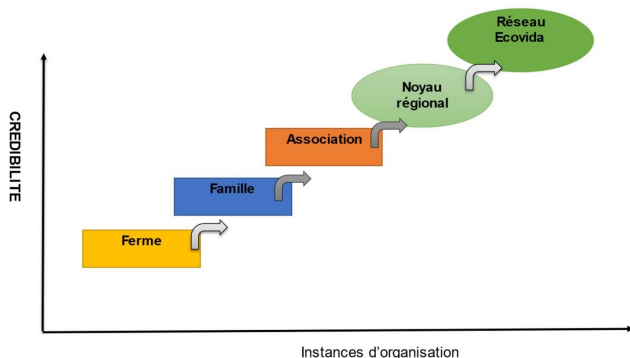 Réseau
Ecovida
Noyau
régional
Association
Famille
Ferme
CREDIBILITE
Instances d'organisation